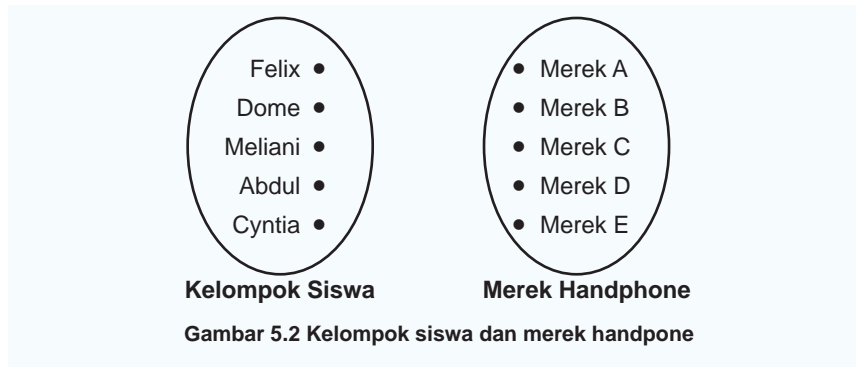 Felix • • Merek A
Dome • • Merek B
Meliani • • Merek C
Abdul • • Merek D
Cyntia • • Merek E
Kelompok Siswa Merek Handphone
Gambar 5.2 Kelompok siswa dan merek handpone